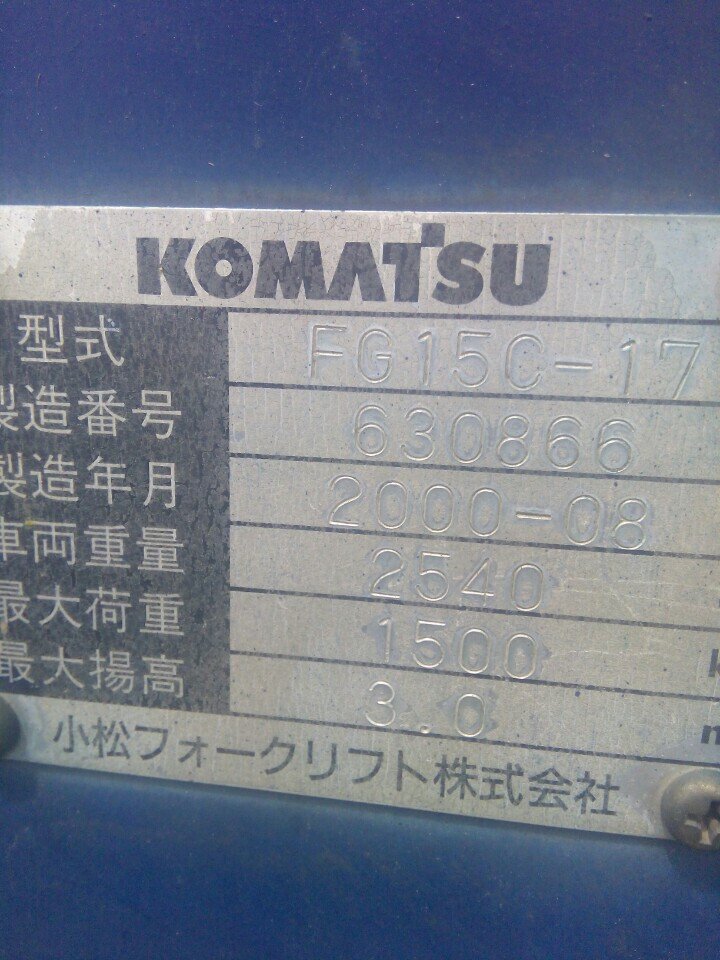 KOMATSU
型式 FG15C-17
製造番号 630866
製造年月 2000-08
車両重量 2540
最大荷重 1500 k
最大揚高 3.0 m
小松フォークリフト株式会社